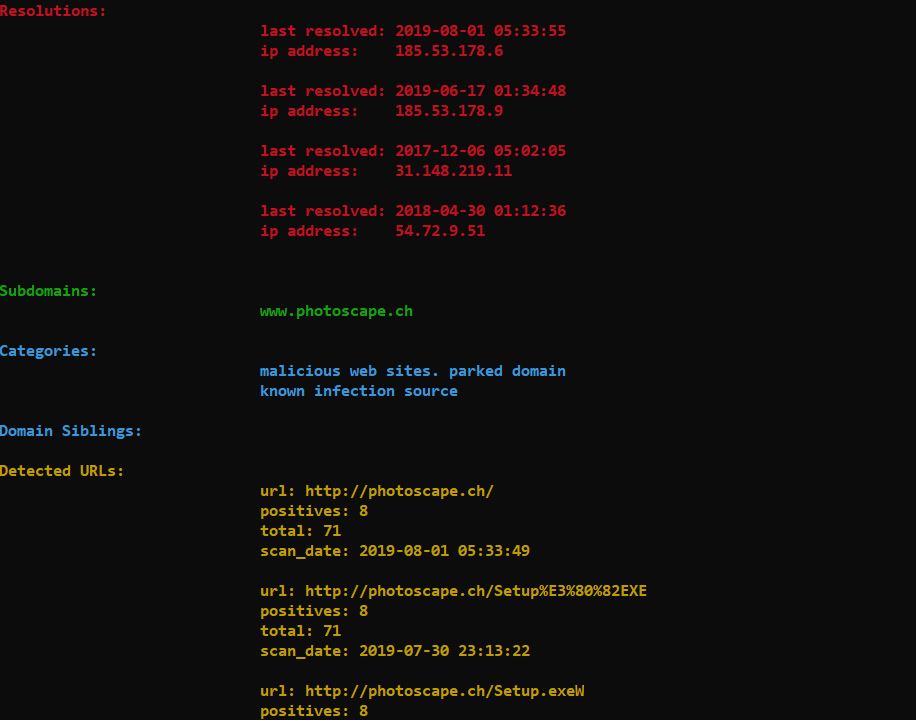 Resolutions:
last resolved: 2019-08-01 05:33:55
ip address: 185.53.178.6
last resolved: 2019-06-17 01:34:48
ip address: 185.53.178.9
last resolved: 2017-12-06 05:02:05
ip address: 31.148.219.11
last resolved: 2018-04-30 01:12:36
ip address: 54.72.9.51
Subdomains:
www.photoscape.ch
Categories:
malicious web sites. parked domain
known infection source
Domain Siblings:
Detected URLs:
url: http://photoscape.ch/
positives: 8
total: 71
scan_date: 2019-08-01 05:33:49
url: http://photoscape.ch/Setup%E3%80%82EXE
positives: 8
total: 71
scan_date: 2019-07-30 23:13:22
url: http://photoscape.ch/Setup.exeW
positives: 8